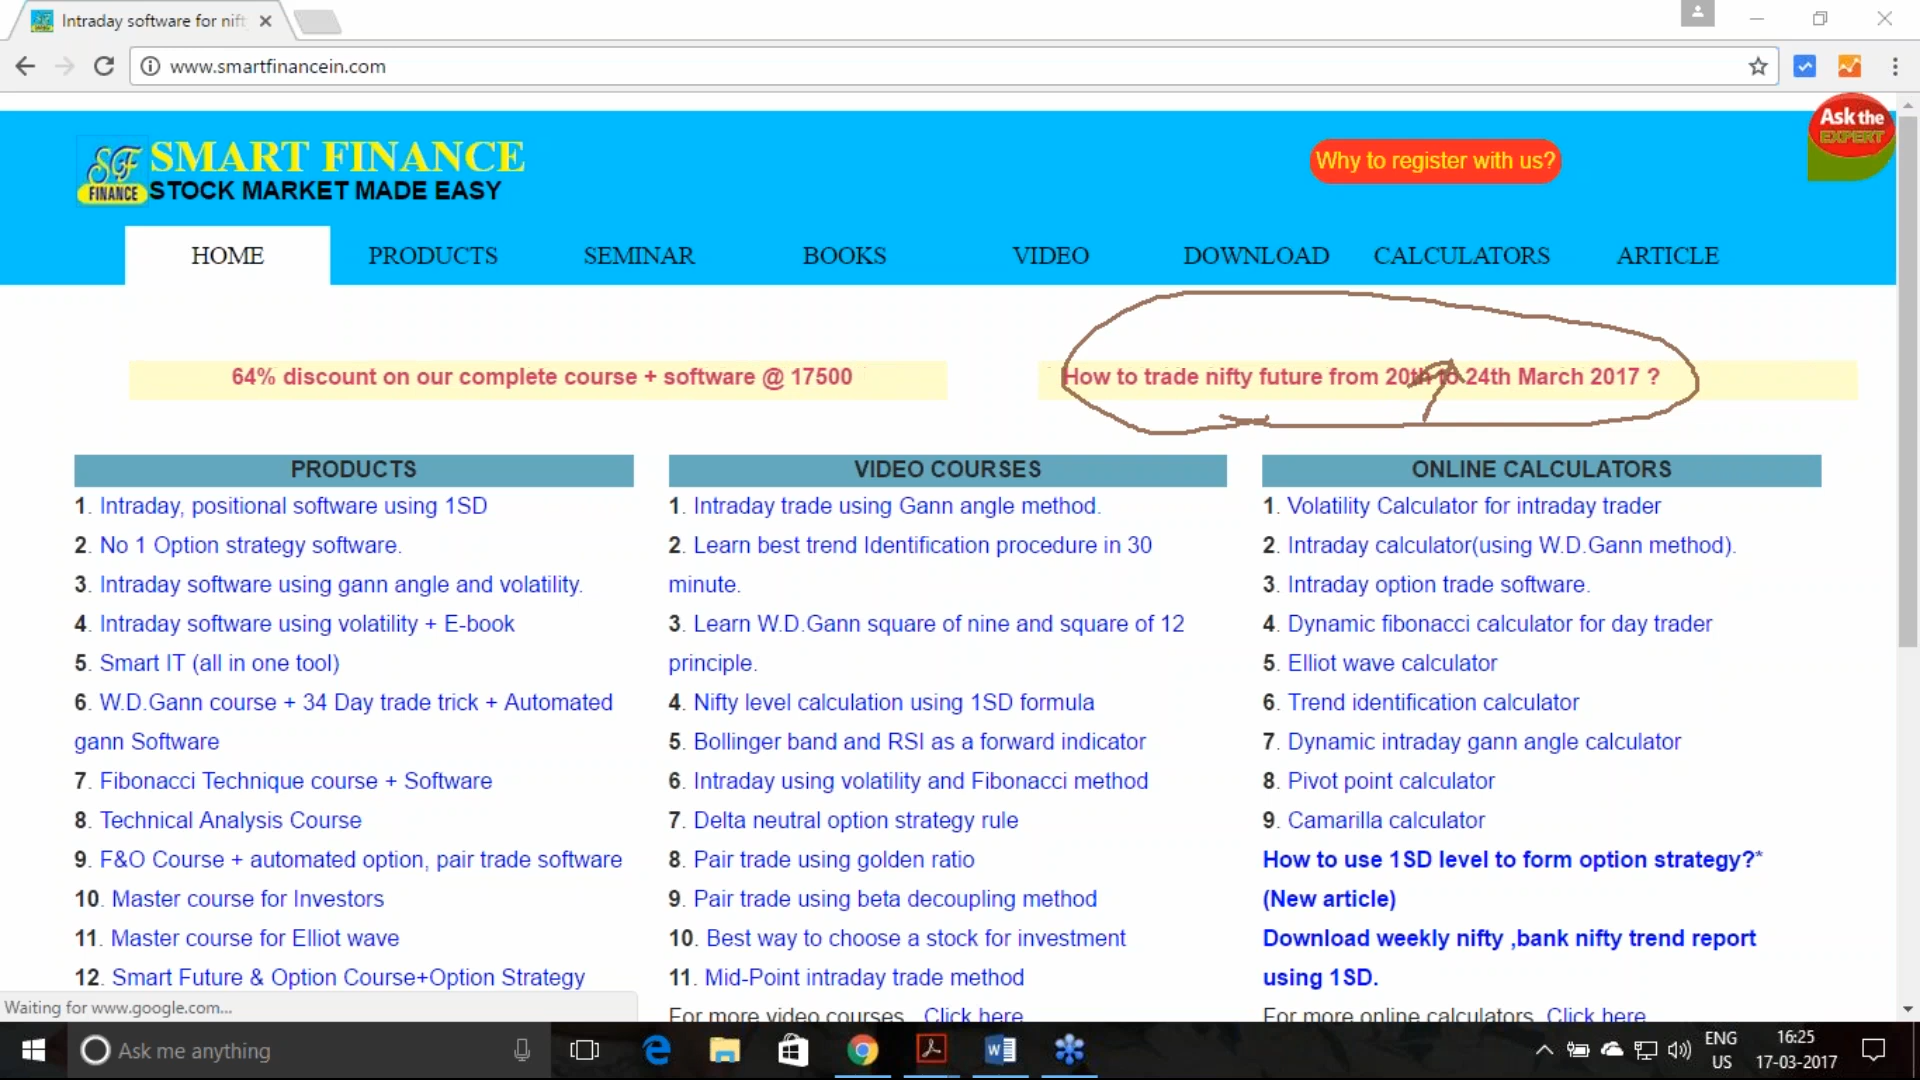 Intraday software for nift
www.smartfinancein.com
Ask the
EXPERT
SF
FINANCE
SMART FINANCE
STOCK MARKET MADE EASY
Why to register with us?
HOME PRODUCTS SEMINAR BOOKS VIDEO DOWNLOAD CALCULATORS ARTICLE
64% discount on our complete course + software @ 17500
How to trade nifty future from 20th to 24th March 2017 ?
PRODUCTS
1. Intraday, positional software using 1SD
2. No 1 Option strategy software.
3. Intraday software using gann angle and volatility.
4. Intraday software using volatility + E-book
5. Smart IT (all in one tool)
6. W.D.Gann course + 34 Day trade trick + Automated
gann Software
7. Fibonacci Technique course + Software
8. Technical Analysis Course
9. F&O Course + automated option, pair trade software
10. Master course for Investors
11. Master course for Elliot wave
12. Smart Future & Option Course+Option Strategy
VIDEO COURSES
1. Intraday trade using Gann angle method.
2. Learn best trend Identification procedure in 30
minute.
3. Learn W.D.Gann square of nine and square of 12
principle.
4. Nifty level calculation using 1SD formula
5. Bollinger band and RSI as a forward indicator
6. Intraday using volatility and Fibonacci method
7. Delta neutral option strategy rule
8. Pair trade using golden ratio
9. Pair trade using beta decoupling method
10. Best way to choose a stock for investment
11. Mid-Point intraday trade method
For more video courses Click here
ONLINE CALCULATORS
1. Volatility Calculator for intraday trader
2. Intraday calculator(using W.D.Gann method).
3. Intraday option trade software.
4. Dynamic fibonacci calculator for day trader
5. Elliot wave calculator
6. Trend identification calculator
7. Dynamic intraday gann angle calculator
8. Pivot point calculator
9. Camarilla calculator
How to use 1SD level to form option strategy?*
(New article)
Download weekly nifty ,bank nifty trend report
using 1SD.
For more online calculators Click here
Waiting for www.google.com...
Ask me anything
ENG
US
16:25
17-03-2017